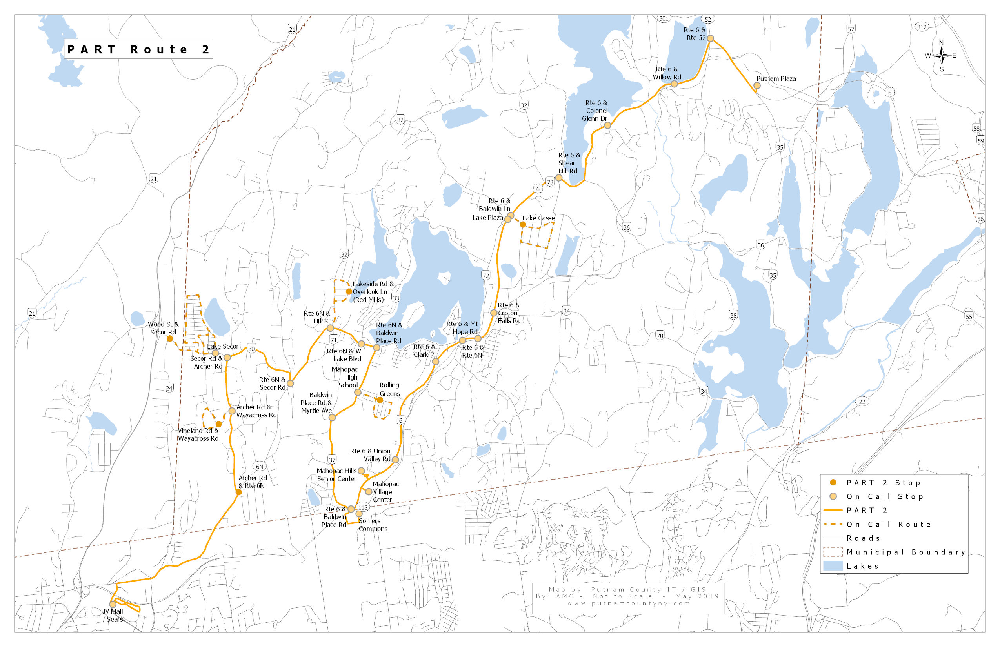 301
52
312
57
21
Rte 6 &
Rte 52
PART Route 2
N
W E
S
Rte 6 &
Willow Rd
Putnam Plaza
6
32
Rte 6 &
Colonel
Glenn Dr
32
58
59
35
Rte 6 &
Shear
Hill Rd
21
73
6
Rte 6 &
Baldwin Ln
Lake Plaza
Lake Casse
56
36
36
32
72
35
Lakeside Rd &
Overlook Ln
(Red Mills)
33
21
Rte 6 &
Croton
Falls Rd
34
38
55
Rte 6N &
Hill St
Wood St &
Secor Rd
Rte 6N &
Baldwin
Place Rd
Rte 6 & Mt
Hope Rd
70
71
Lake Secor
30
Rte 6N & W
Lake Blvd
Rte 6 &
Clark Pl
Rte 6 &
Rte 6N
Secor Rd &
Archer Rd
Mahopac
High
School
Rte 6N &
Secor Rd
Rolling
Greens
24
34
Baldwin
Place Rd &
Myrtle Ave
22
Archer Rd &
Wayacross Rd
6
Vineland Rd &
Wayacross Rd
Rte 6 & Union
Valley Rd
37
6N
Mahopac Hills
Senior Center
Archer Rd
& Rte 6N
Mahopac
Village
Center
PART 2 Stop
On Call Stop
PART 2
On Call Route
Roads
Municipal Boundary
Lakes
118
Rte 6 &
Baldwin
Place Rd
Somers
Commons
Map by: Putnam County IT / GIS
By: AMO - Not to Scale - May 2019
www.putnamcountyny.com
JV Mall
Sears